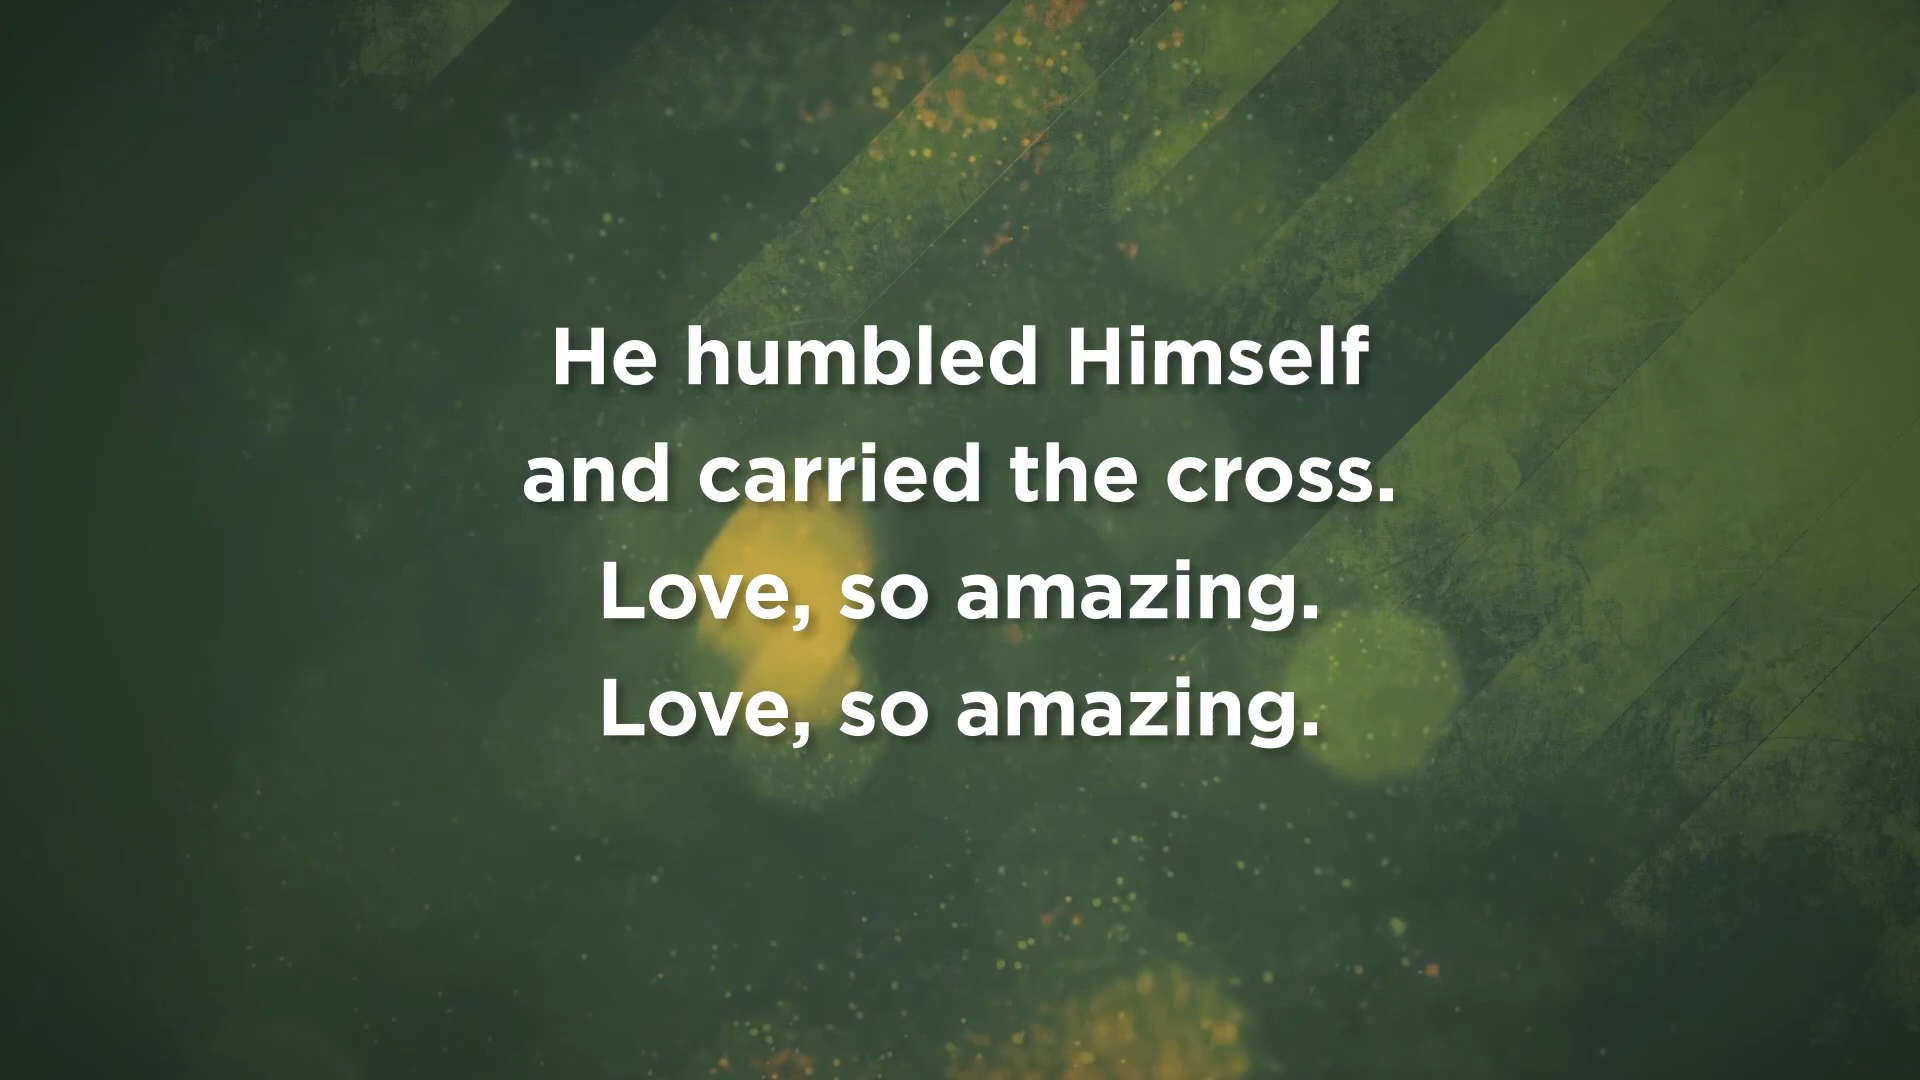 He humbled Himself
and carried the cross.
Love, so amazing.
Love, so amazing.